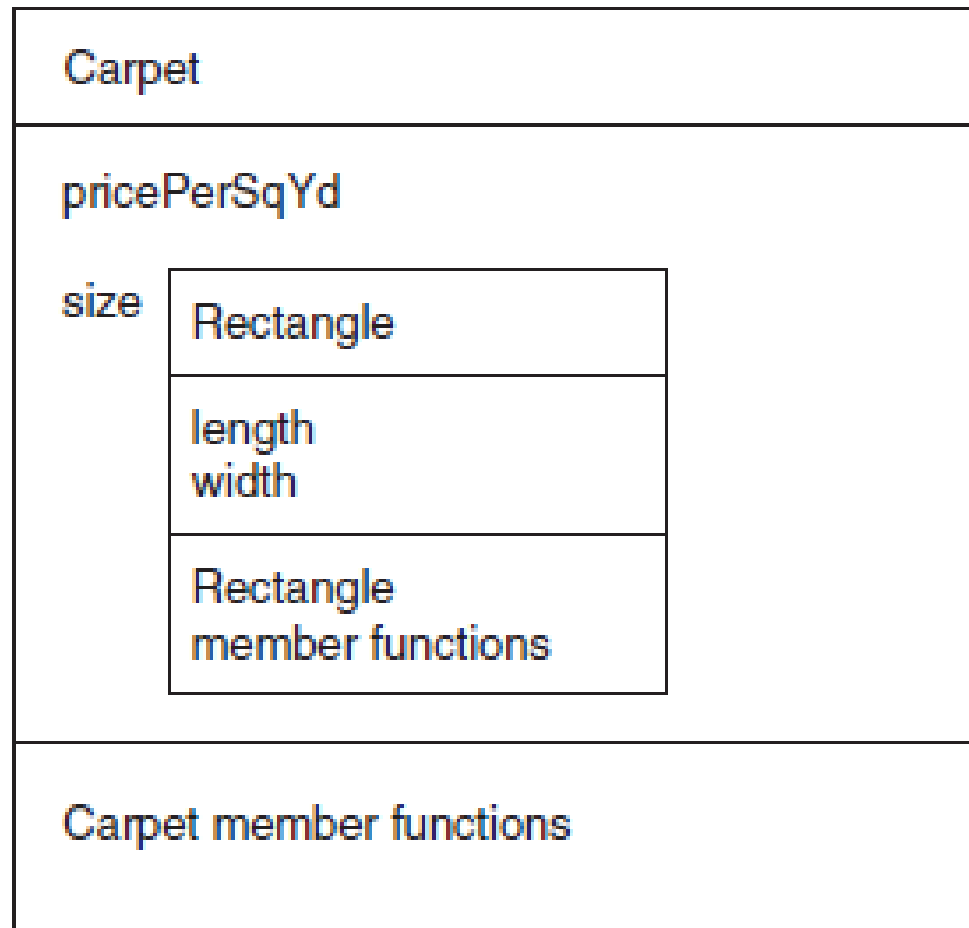 Carpet
pricePerSqYd
size
Rectangle
length
width
Rectangle
member functions
Carpet member functions